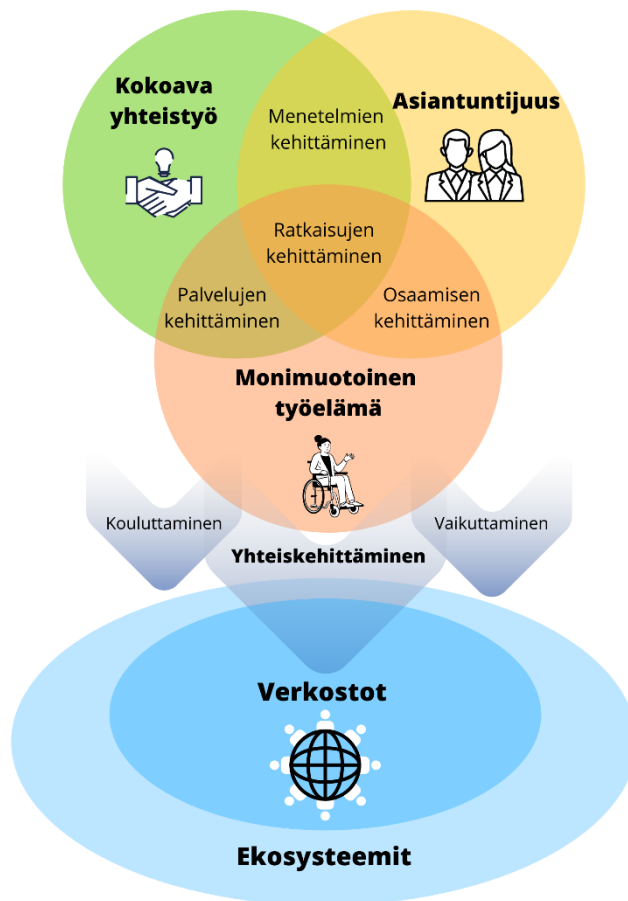 Kokoava
yhteistyö
Asiantuntijuus
Menetelmien
kehittäminen
Ratkaisujen
kehittäminen
Palvelujen
kehittäminen
Osaamisen
kehittäminen
Monimuotoinen
työelämä
Kouluttaminen
Yhteiskehittäminen
Vaikuttaminen
Verkostot
Ekosysteemit